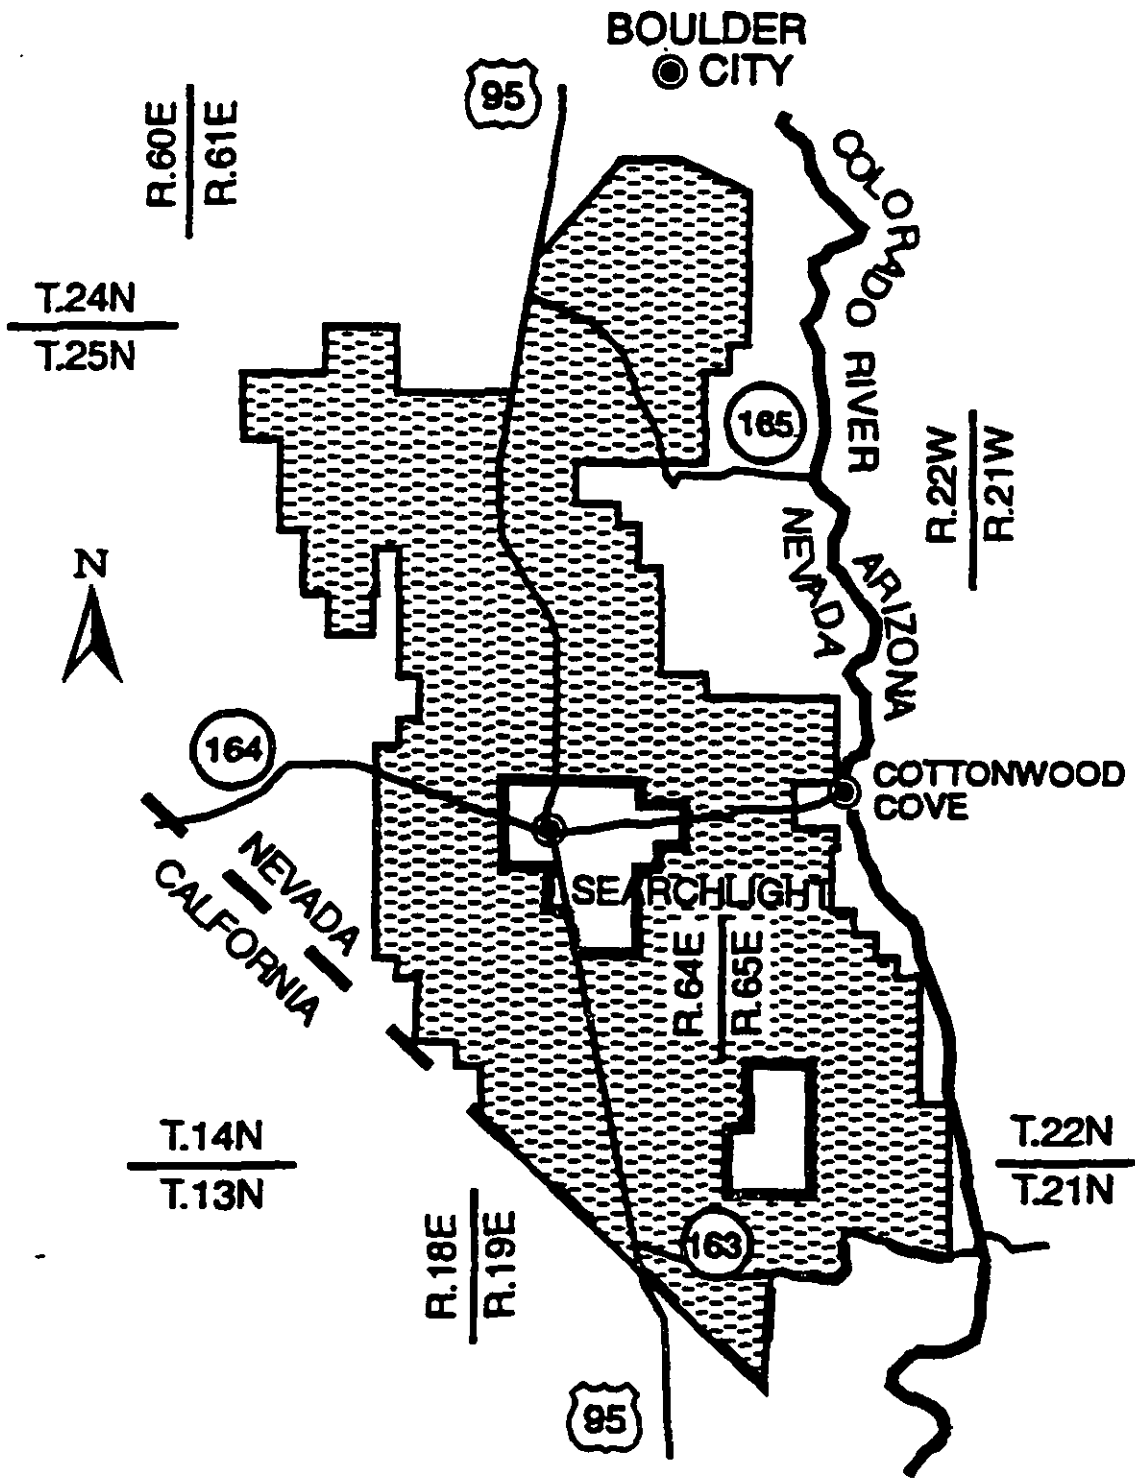 BOULDER
CITY
95
R.60E
R.61E
COLORADO RIVER
T.24N
T.25N
165
R.22W
R.21W
NEVADA
ARIZONA
N
164
COTTONWOOD
COVE
NEVADA
CALIFORNIA
SEARCHLIGHT
R.64E
R.65E
T.14N
T.13N
T.22N
T.21N
R.18E
R.19E
163
95